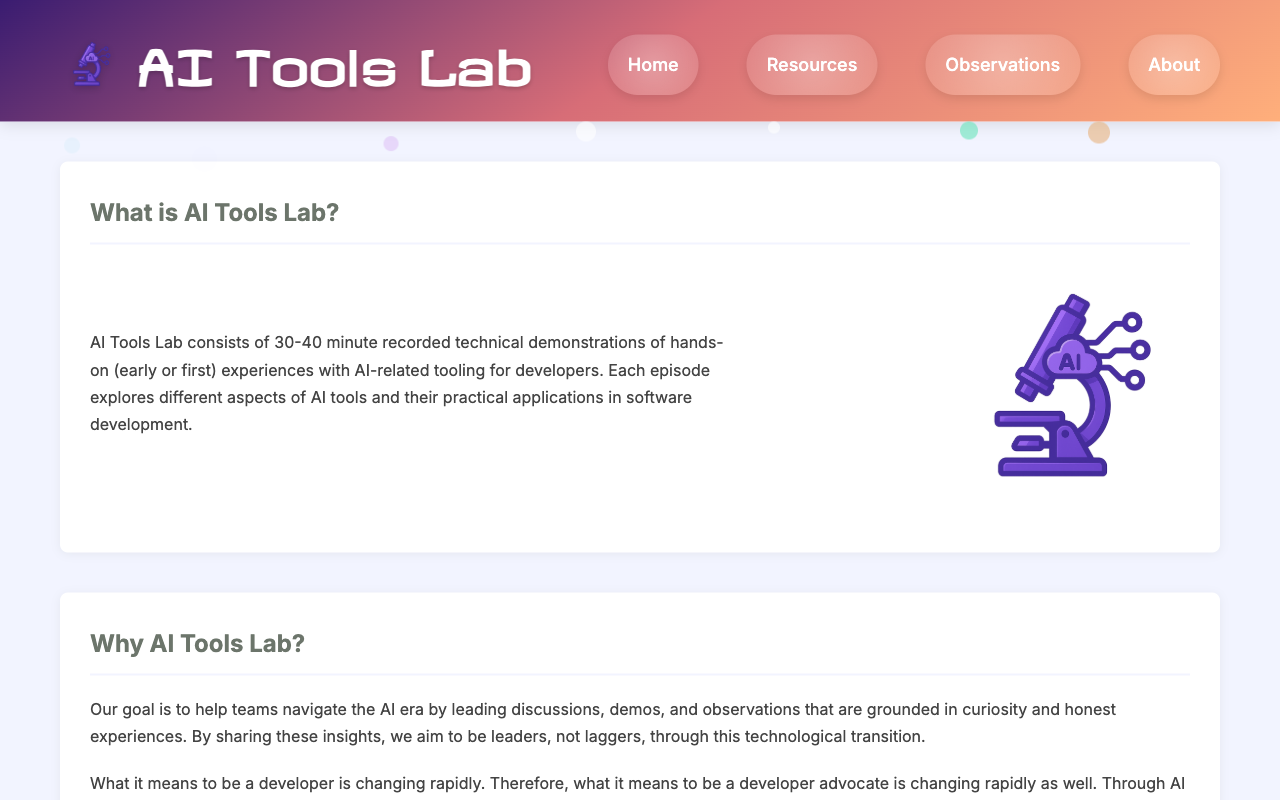 AI Tools Lab
Home
Resources
Observations
About
What is AI Tools Lab?
AI Tools Lab consists of 30-40 minute recorded technical demonstrations of hands-
on (early or first) experiences with AI-related tooling for developers. Each episode
explores different aspects of AI tools and their practical applications in software
development.
AI
Why AI Tools Lab?
Our goal is to help teams navigate the AI era by leading discussions, demos, and observations that are grounded in curiosity and honest
experiences. By sharing these insights, we aim to be leaders, not laggers, through this technological transition.
What it means to be a developer is changing rapidly. Therefore, what it means to be a developer advocate is changing rapidly as well. Through AI